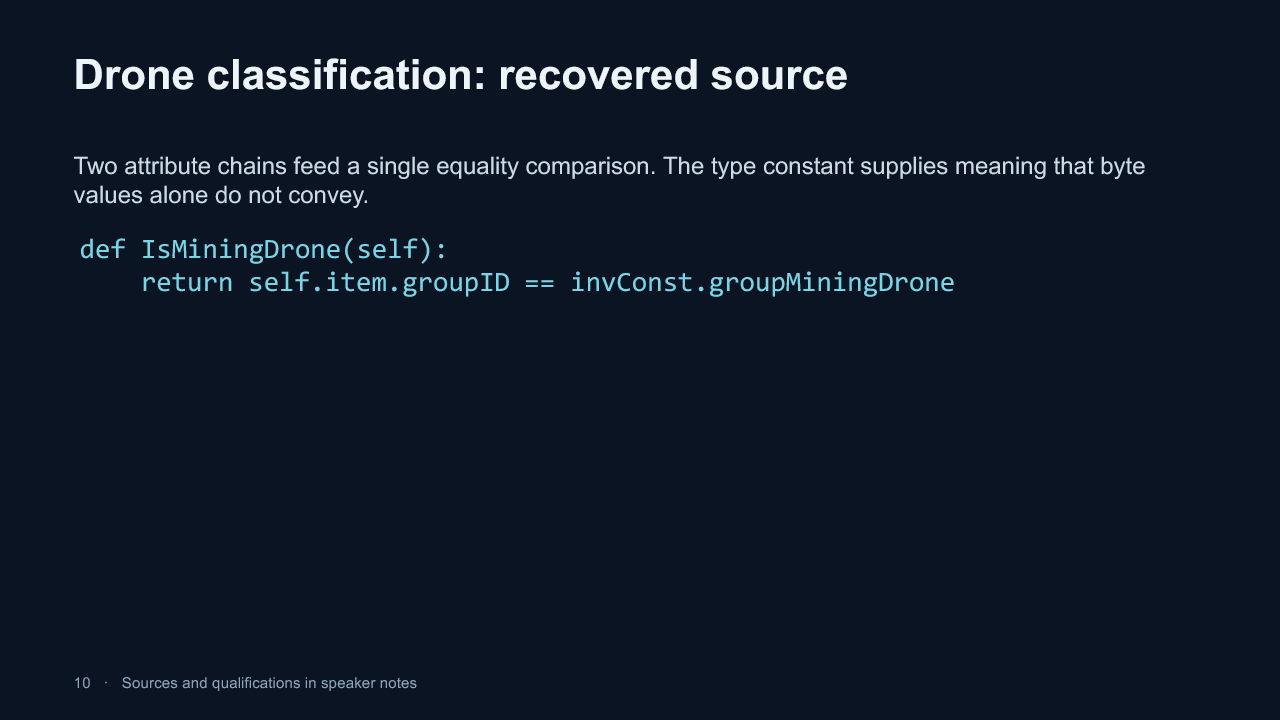 Drone classification: recovered source
Two attribute chains feed a single equality comparison. The type constant supplies meaning that byte
values alone do not convey.
def IsMiningDrone(self):
    return self.item.groupID == invConst.groupMiningDrone
10 · Sources and qualifications in speaker notes